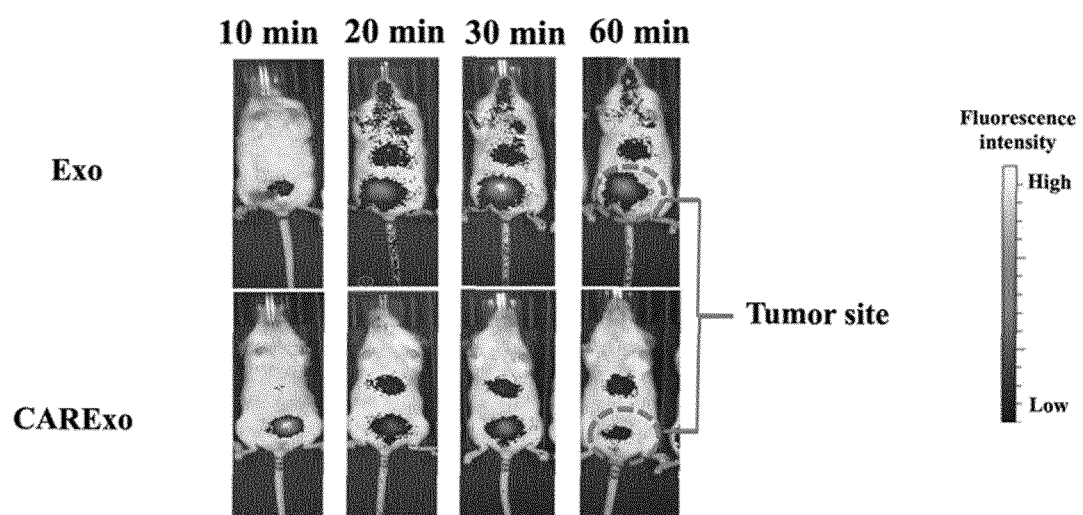 10 min 20 min 30 min 60 min
Fluorescence
intensity
High
Exo
Tumor site
Low
CARExo